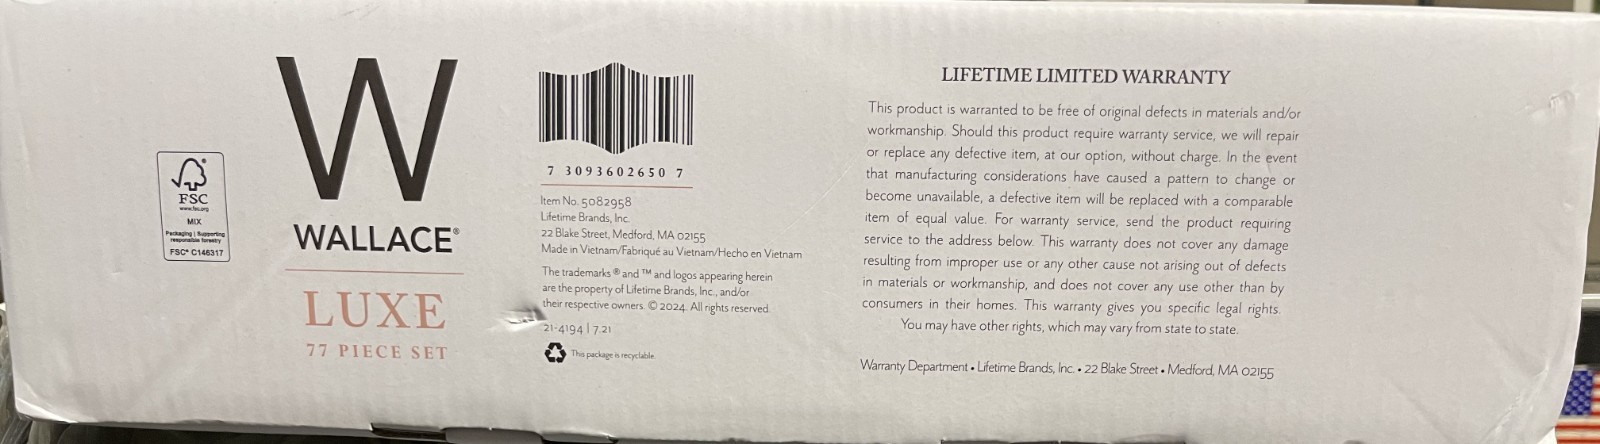 FSC®
www.fsc.org
MIX
Packaging | Supporting
responsible forestry
FSC® C146317
W
WALLACE®
LUXE
77 PIECE SET
7 3093602650 7
Item No. 5082958
Lifetime Brands, Inc.
22 Blake Street, Medford, MA 02155
Made in Vietnam/Fabriqué au Vietnam/Hecho en Vietnam
The trademarks ® and ™ and logos appearing herein
are the property of Lifetime Brands, Inc., and/or
their respective owners. © 2024. All rights reserved.
21-4194 | 7.21
This package is recyclable.
LIFETIME LIMITED WARRANTY
This product is warranted to be free of original defects in materials and/or
workmanship. Should this product require warranty service, we will repair
or replace any defective item, at our option, without charge. In the event
that manufacturing considerations have caused a pattern to change or
become unavailable, a defective item will be replaced with a comparable
item of equal value. For warranty service, send the product requiring
service to the address below. This warranty does not cover any damage
resulting from improper use or any other cause not arising out of defects
in materials or workmanship, and does not cover any use other than by
consumers in their homes. This warranty gives you specific legal rights.
You may have other rights, which may vary from state to state.
Warranty Department • Lifetime Brands, Inc. • 22 Blake Street • Medford, MA 02155